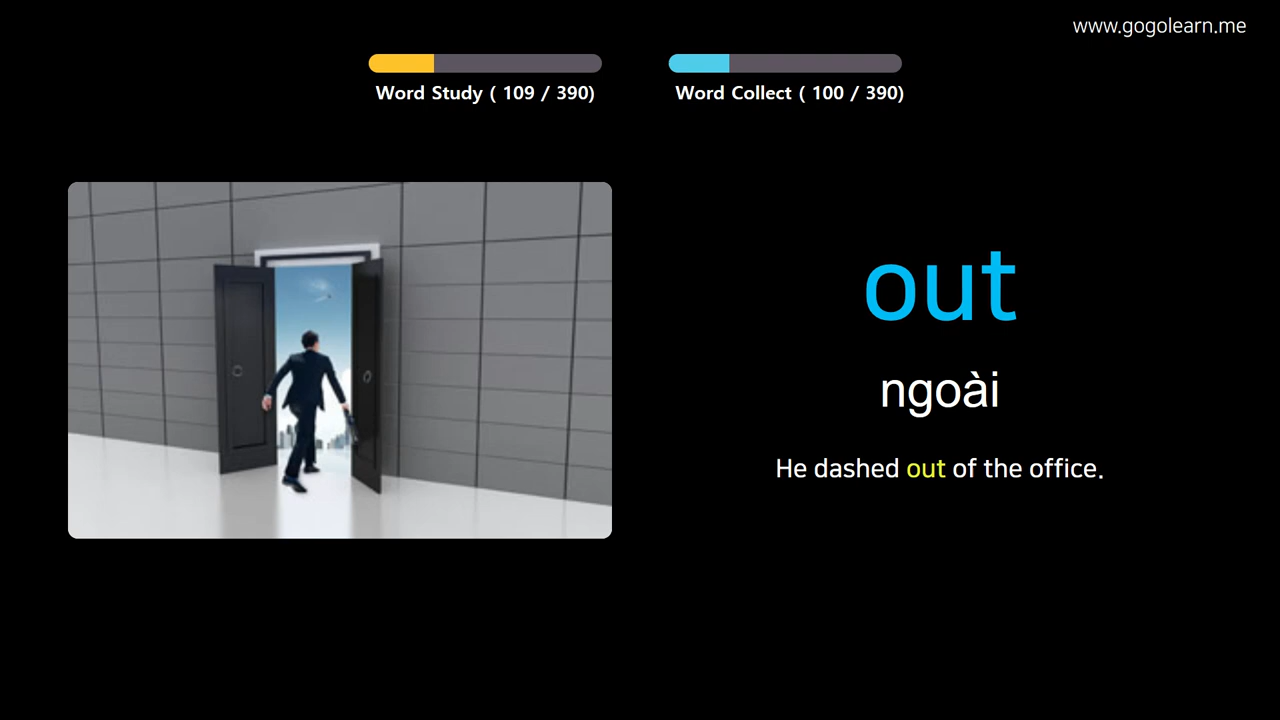 www.gogolearn.me
Word Study ( 109 / 390)
Word Collect ( 100 / 390)
out
ngoài
He dashed out of the office.